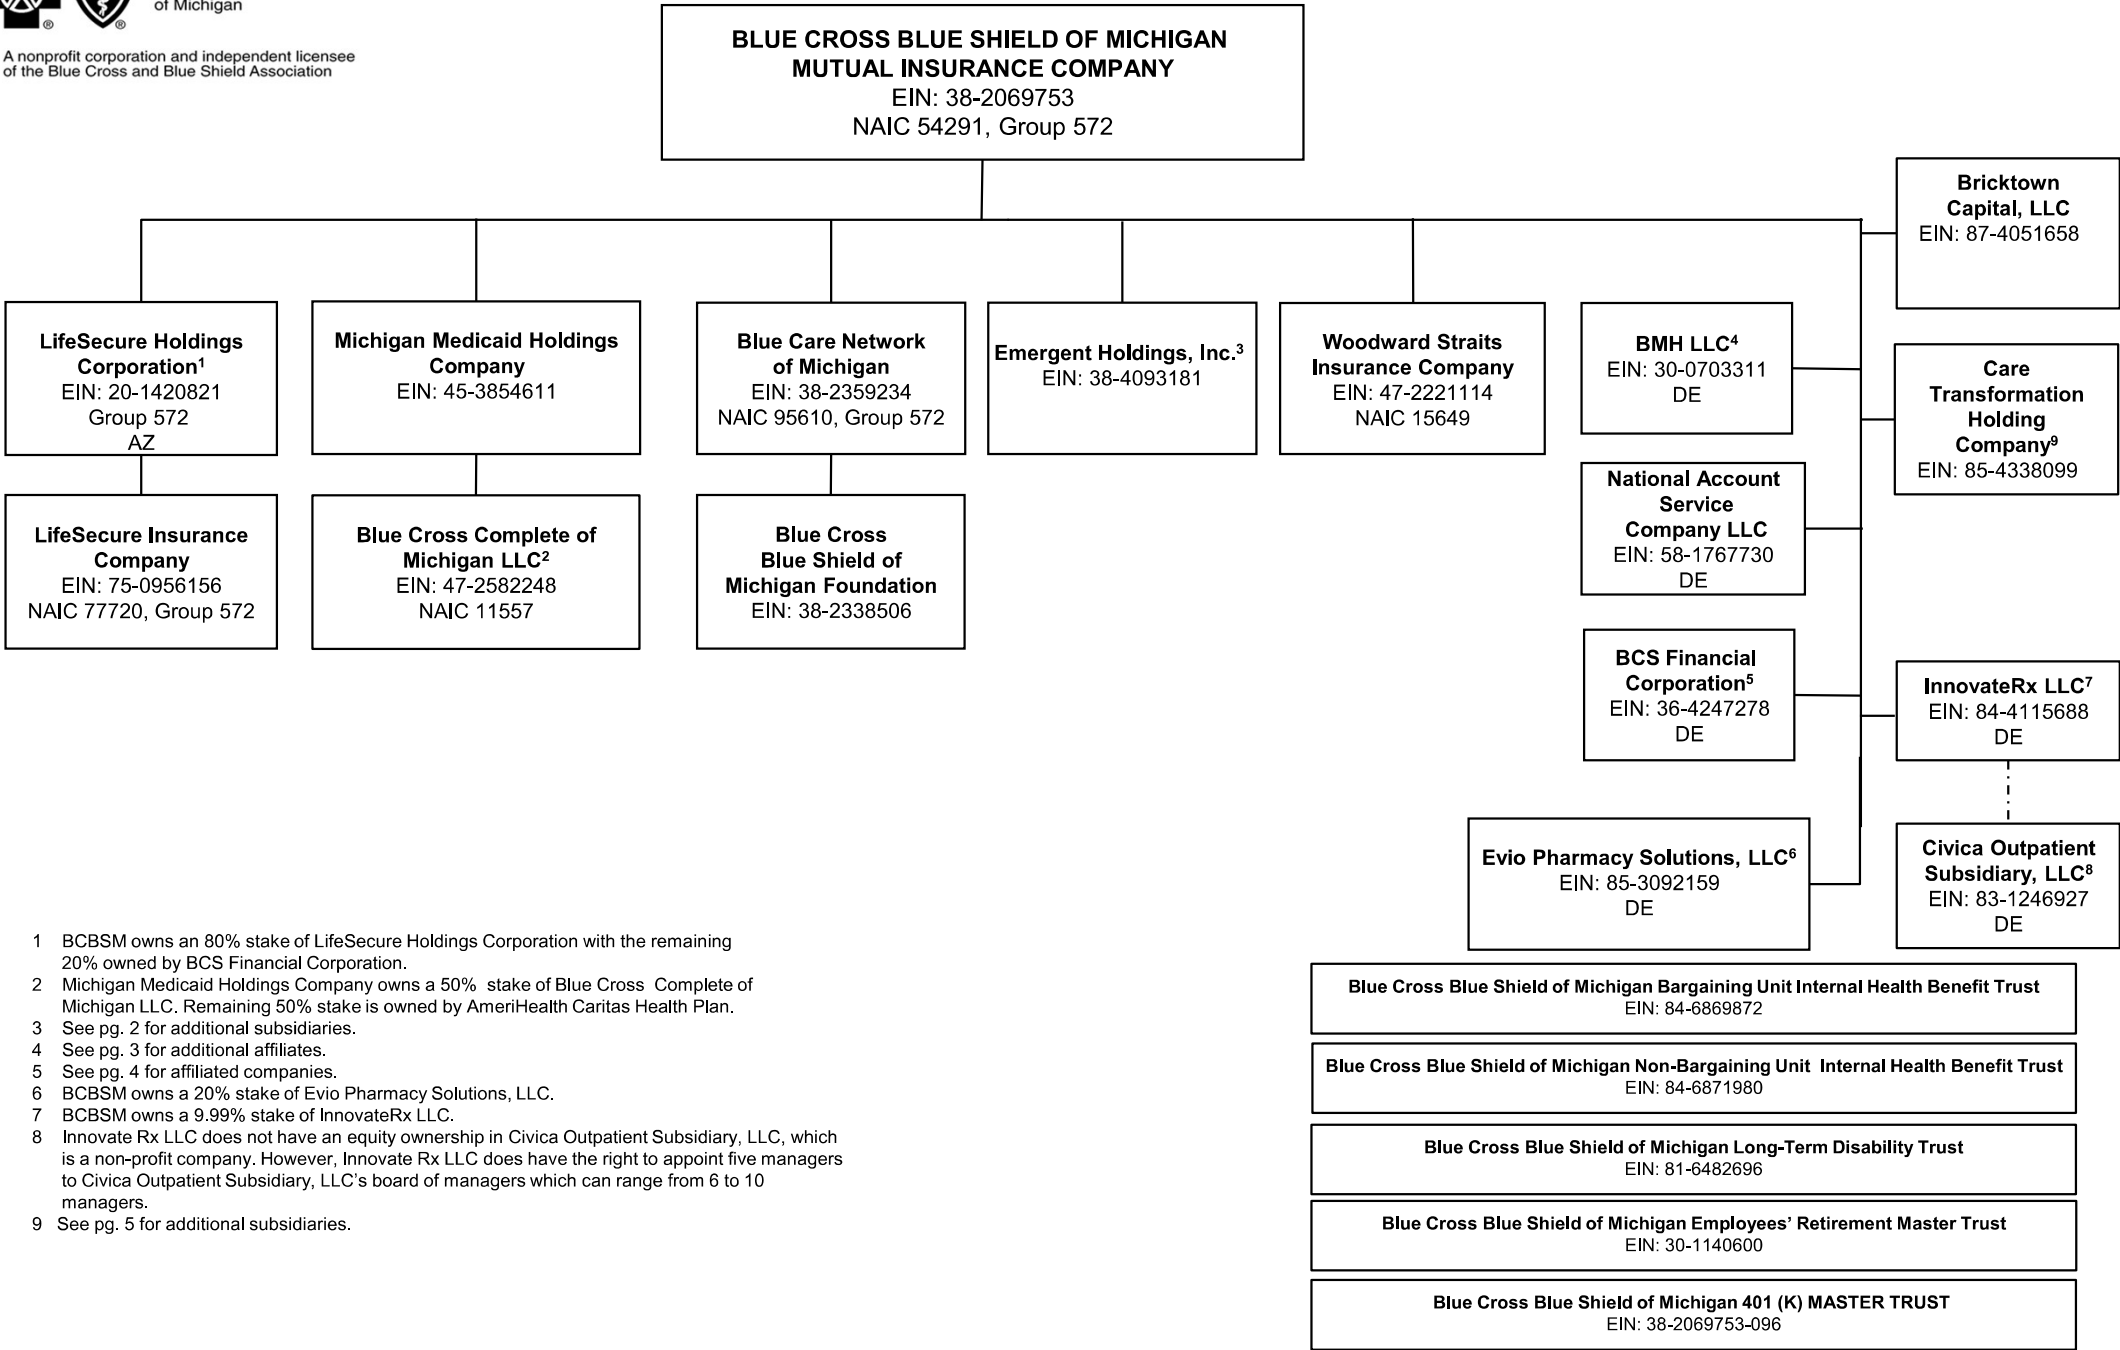 of Michigan
A nonprofit corporation and independent licensee
of the Blue Cross and Blue Shield Association
BLUE CROSS BLUE SHIELD OF MICHIGAN
MUTUAL INSURANCE COMPANY
EIN: 38-2069753
NAIC 54291, Group 572
Bricktown
Capital, LLC
EIN: 87-4051658
LifeSecure Holdings
Corporation¹
EIN: 20-1420821
Group 572
AZ
Michigan Medicaid Holdings
Company
EIN: 45-3854611
Blue Care Network
of Michigan
EIN: 38-2359234
NAIC 95610, Group 572
Emergent Holdings, Inc.³
EIN: 38-4093181
Woodward Straits
Insurance Company
EIN: 47-2221114
NAIC 15649
BMH LLC⁴
EIN: 30-0703311
DE
Care
Transformation
Holding
Company⁹
EIN: 85-4338099
LifeSecure Insurance
Company
EIN: 75-0956156
NAIC 77720, Group 572
Blue Cross Complete of
Michigan LLC²
EIN: 47-2582248
NAIC 11557
Blue Cross
Blue Shield of
Michigan Foundation
EIN: 38-2338506
National Account
Service
Company LLC
EIN: 58-1767730
DE
BCS Financial
Corporation⁵
EIN: 36-4247278
DE
InnovateRx LLC⁷
EIN: 84-4115688
DE
Evio Pharmacy Solutions, LLC⁶
EIN: 85-3092159
DE
Civica Outpatient
Subsidiary, LLC⁸
EIN: 83-1246927
DE
1 BCBSM owns an 80% stake of LifeSecure Holdings Corporation with the remaining
20% owned by BCS Financial Corporation.
2 Michigan Medicaid Holdings Company owns a 50% stake of Blue Cross Complete of
Michigan LLC. Remaining 50% stake is owned by AmeriHealth Caritas Health Plan.
3 See pg. 2 for additional subsidiaries.
4 See pg. 3 for additional affiliates.
5 See pg. 4 for affiliated companies.
6 BCBSM owns a 20% stake of Evio Pharmacy Solutions, LLC.
7 BCBSM owns a 9.99% stake of InnovateRx LLC.
8 Innovate Rx LLC does not have an equity ownership in Civica Outpatient Subsidiary, LLC, which
is a non-profit company. However, Innovate Rx LLC does have the right to appoint five managers
to Civica Outpatient Subsidiary, LLC’s board of managers which can range from 6 to 10
managers.
9 See pg. 5 for additional subsidiaries.
Blue Cross Blue Shield of Michigan Bargaining Unit Internal Health Benefit Trust
EIN: 84-6869872
Blue Cross Blue Shield of Michigan Non-Bargaining Unit Internal Health Benefit Trust
EIN: 84-6871980
Blue Cross Blue Shield of Michigan Long-Term Disability Trust
EIN: 81-6482696
Blue Cross Blue Shield of Michigan Employees’ Retirement Master Trust
EIN: 30-1140600
Blue Cross Blue Shield of Michigan 401 (K) MASTER TRUST
EIN: 38-2069753-096